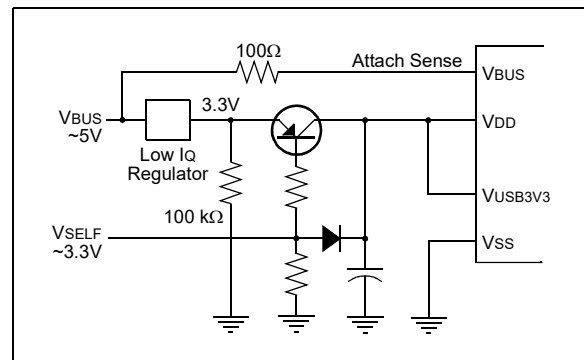 100Ω
Attach Sense
VBUS
VBUS
~5V
3.3V
VDD
Low IQ
Regulator
100 kΩ
VUSB3V3
VSELF
~3.3V
VSS